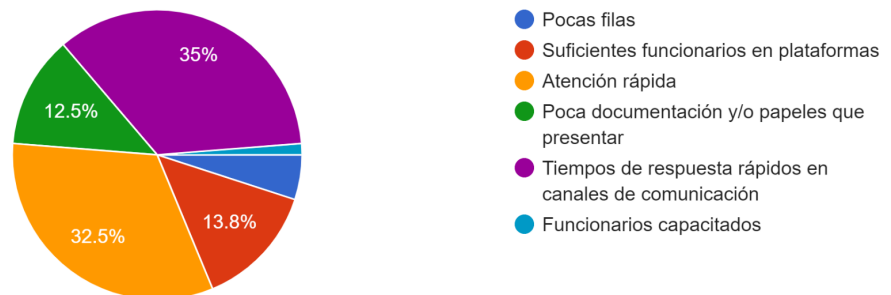 35%
12.5%
13.8%
32.5%
Pocas filas
Suficientes funcionarios en plataformas
Atención rápida
Poca documentación y/o papeles que
presentar
Tiempos de respuesta rápidos en
canales de comunicación
Funcionarios capacitados